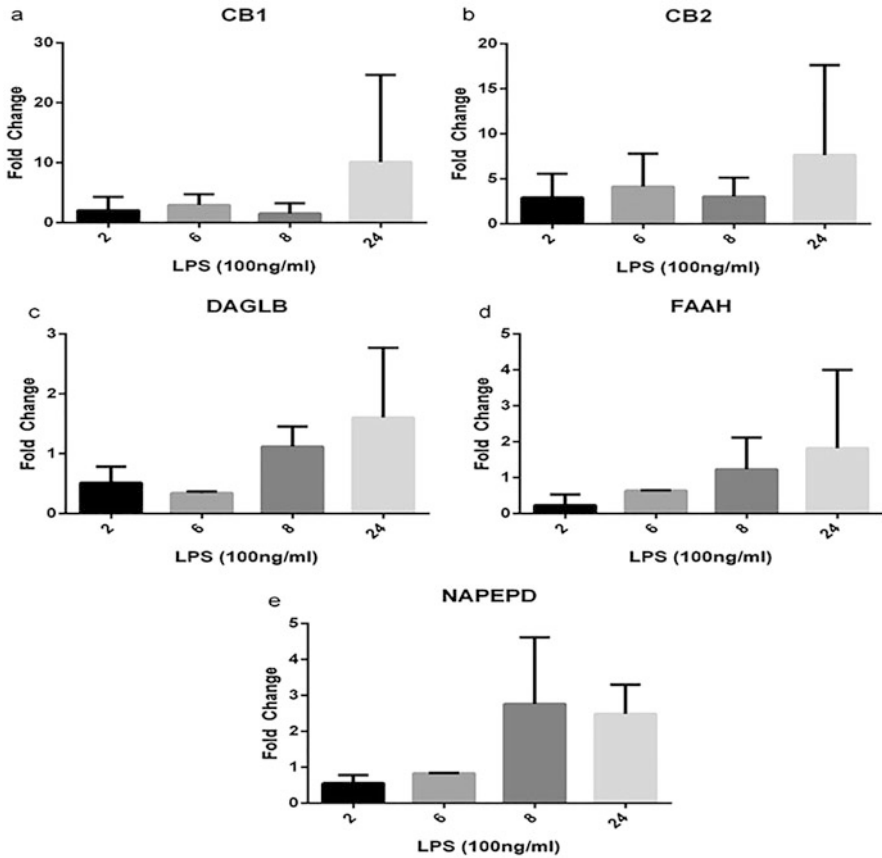 a
CB1
Fold Change
30
20
10
0
2 6 8 24
LPS (100ng/ml)
b
CB2
Fold Change
20
15
10
5
0
2 6 8 24
LPS (100ng/ml)
c
DAGLB
Fold Change
3
2
1
0
2 6 8 24
LPS (100ng/ml)
d
FAAH
Fold Change
5
4
3
2
1
0
2 6 8 24
LPS (100ng/ml)
e
NAPEPD
Fold Change
5
4
3
2
1
0
2 6 8 24
LPS (100ng/ml)